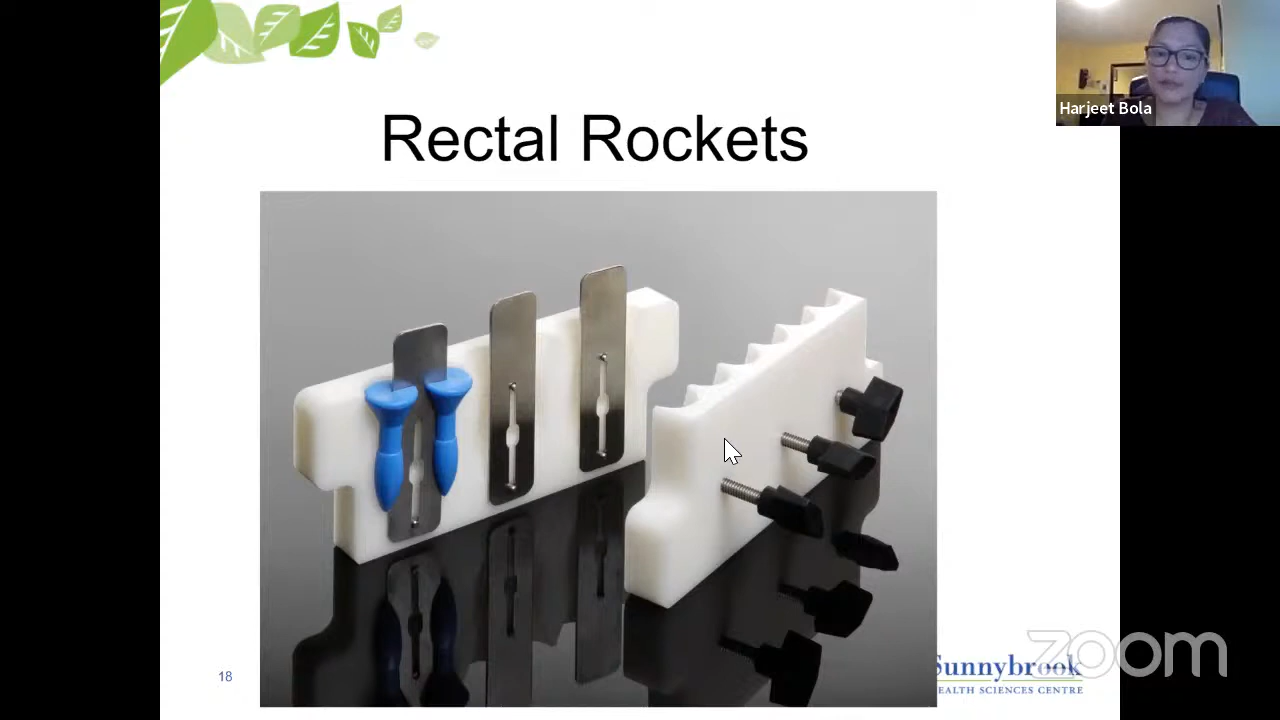 Harjeet Bola
Rectal Rockets
zoom
18
Sunnybrook
HEALTH SCIENCES CENTRE